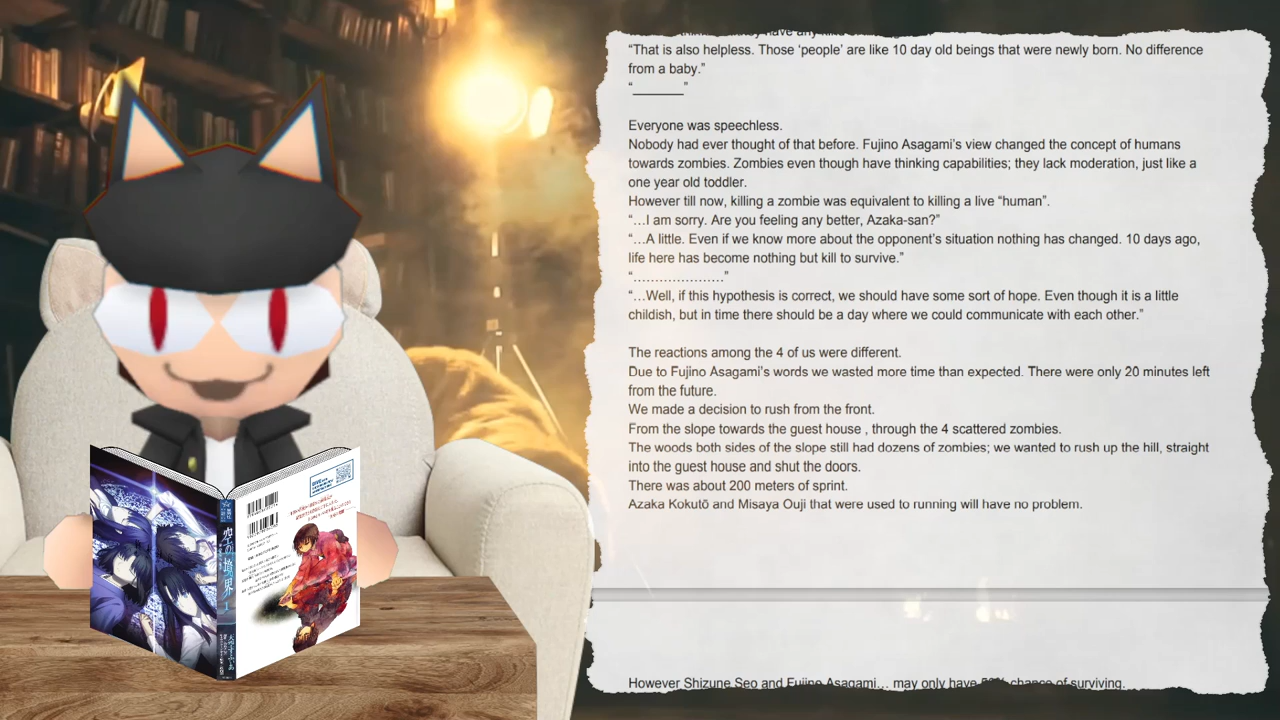 “That is also helpless. Those ‘people’ are like 10 day old beings that were newly born. No difference
from a baby.”
“_______”
Everyone was speechless.
Nobody had ever thought of that before. Fujino Asagami’s view changed the concept of humans
towards zombies. Zombies even though have thinking capabilities; they lack moderation, just like a
one year old toddler.
However till now, killing a zombie was equivalent to killing a live “human”.
“…I am sorry. Are you feeling any better, Azaka-san?”
“…A little. Even if we know more about the opponent’s situation nothing has changed. 10 days ago,
life here has become nothing but kill to survive.”
“…………………”
“…Well, if this hypothesis is correct, we should have some sort of hope. Even though it is a little
childish, but in time there should be a day where we could communicate with each other.”
The reactions among the 4 of us were different.
Due to Fujino Asagami’s words we wasted more time than expected. There were only 20 minutes left
from the future.
We made a decision to rush from the front.
From the slope towards the guest house , through the 4 scattered zombies.
The woods both sides of the slope still had dozens of zombies; we wanted to rush up the hill, straight
into the guest house and shut the doors.
There was about 200 meters of sprint.
Azaka Kokutō and Misaya Ouji that were used to running will have no problem.
However Shizune Seo and Fujino Asagami… may only have chance of surviving.
空の境界
1